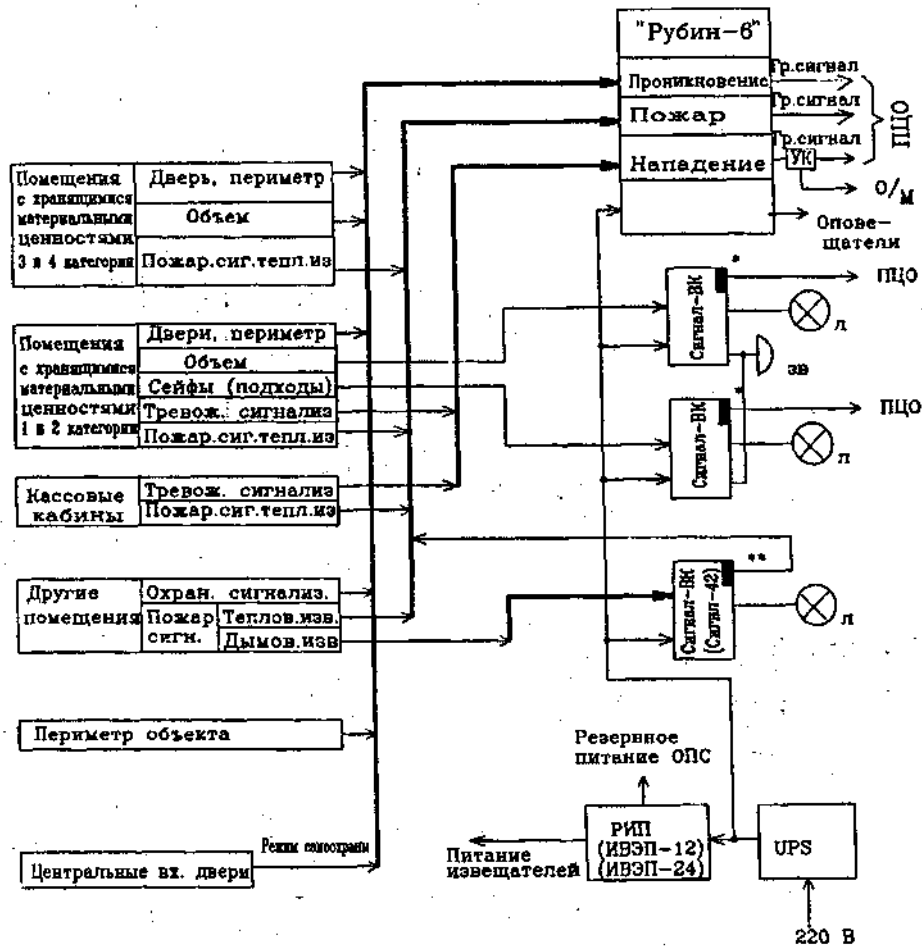 "Рубин-6"
Проникновение
Гр.сигнал
Пожар
Гр.сигнал
Нападение
Гр.сигнал
УК
ПЦО
О/м
Опове-
щатели
Помещения
с хранящимися
материальными
ценностями
3 и 4 категории
Дверь, периметр
Объем
Пожар.сиг.тепл.из
Помещения
с хранящимися
материальными
ценностями
1 и 2 категории
Двери, периметр
Объем
Сейфы (подходы)
Тревож. сигнализ
Пожар.сиг.тепл.из
Кассовые
кабины
Тревож. сигнализ
Пожар.сиг.тепл.из
Другие
помещения
Охран. сигнализ.
Пожар
сигн.
Теплов.изв.
Дымов.изв
Периметр объекта
Режим самоохраны
Центральные вх. двери
Сигнал-ВК
*
ПЦО
л
зв
Сигнал-ВК
*
ПЦО
л
Сигнал-ВК
(Сигнал-42)
**
л
Резервное
питание ОПС
Питание
извещателей
РИП
(ИВЭП-12)
(ИВЭП-24)
UPS
220 В